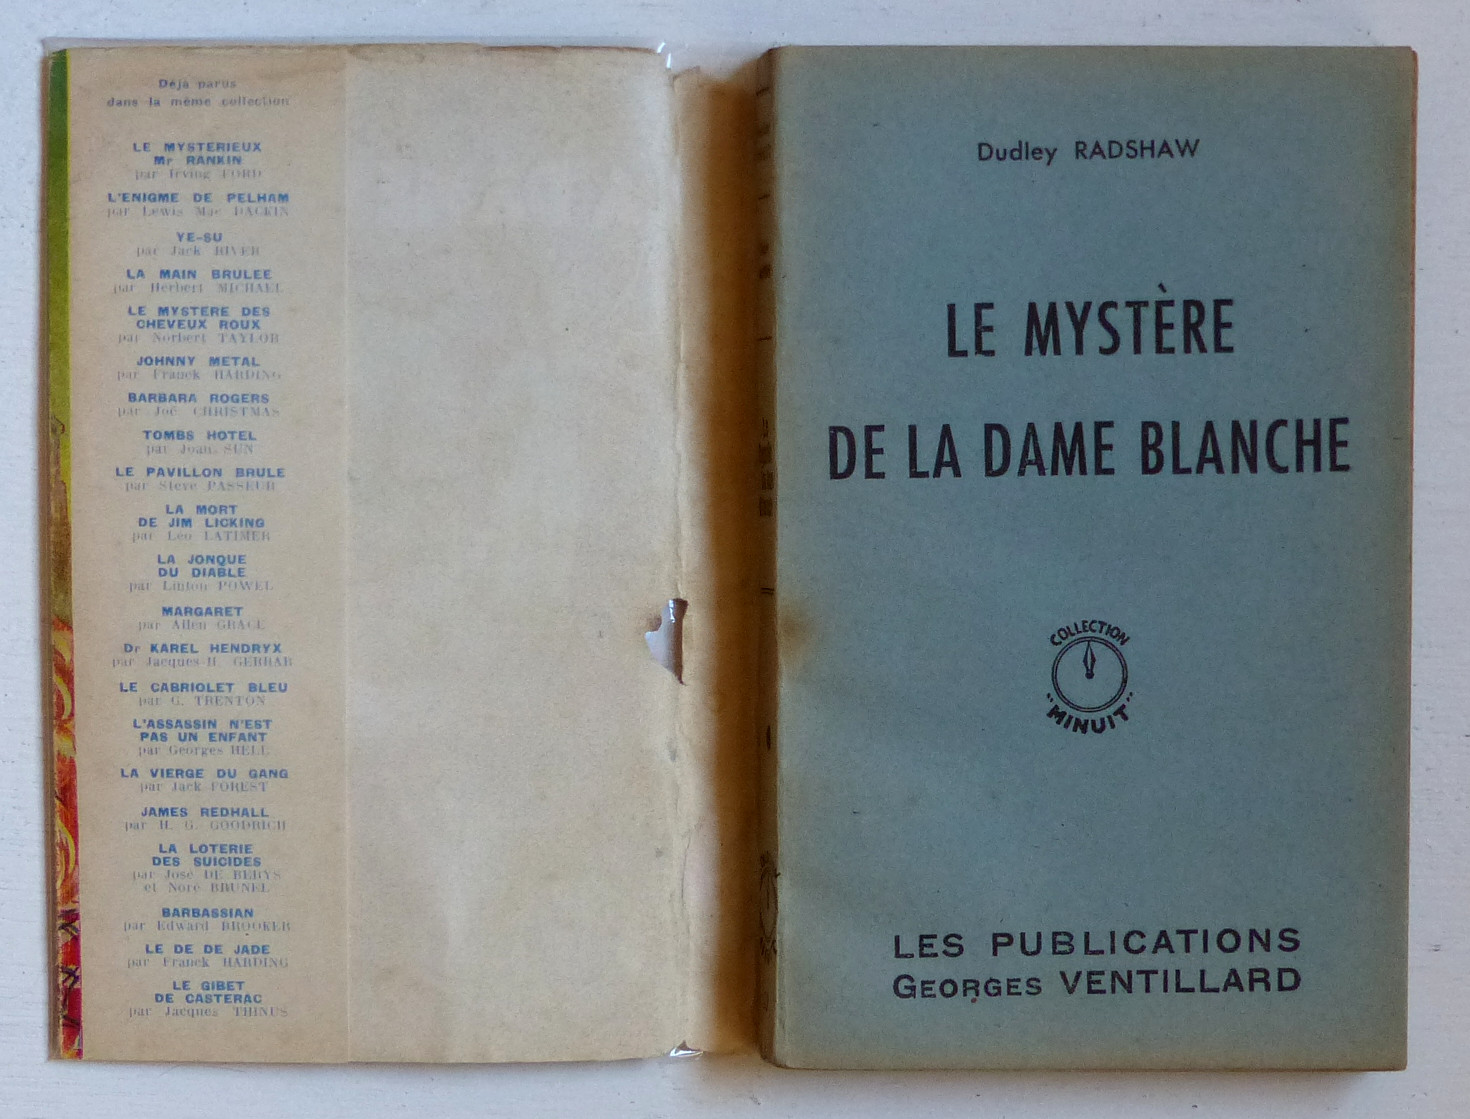 Déjà parus
dans la même collection
LE MYSTERIEUX
Mr RANKIN
par Irving FORD
L'ENIGME DE PELHAM
par Lewis Mac DACKIN
YE-SU
par Jack RIVER
LA MAIN BRULEE
par Herbert MICHAEL
LE MYSTERE DES
CHEVEUX ROUX
par Norbert TAYLOR
JOHNNY METAL
par Franck HARDING
BARBARA ROGERS
par Joë CHRISTMAS
TOMBS HOTEL
par Joan SUN
LE PAVILLON BRULE
par Steve PASSEUR
LA MORT
DE JIM LICKING
par Leo LATIMER
LA JONQUE
DU DIABLE
par Linton POWEL
MARGARET
par Allen GRACE
Dr KAREL HENDRYX
par Jacques-H. GERBAR
LE CABRIOLET BLEU
par G. TRENTON
L'ASSASSIN N'EST
PAS UN ENFANT
par Georges HELL
LA VIERGE DU GANG
par Jack FOREST
JAMES REDHALL
par H. G. GOODRICH
LA LOTERIE
DES SUICIDES
par José DE BERYS
et Noré BRUNEL
BARBASSIAN
par Edward BROOKER
LE DE DE JADE
par Franck HARDING
LE GIBET
DE CASTERAC
par Jacques THINUS
Dudley RADSHAW
LE MYSTÈRE
DE LA DAME BLANCHE
COLLECTION
"MINUIT"
LES PUBLICATIONS
GEORGES VENTILLARD